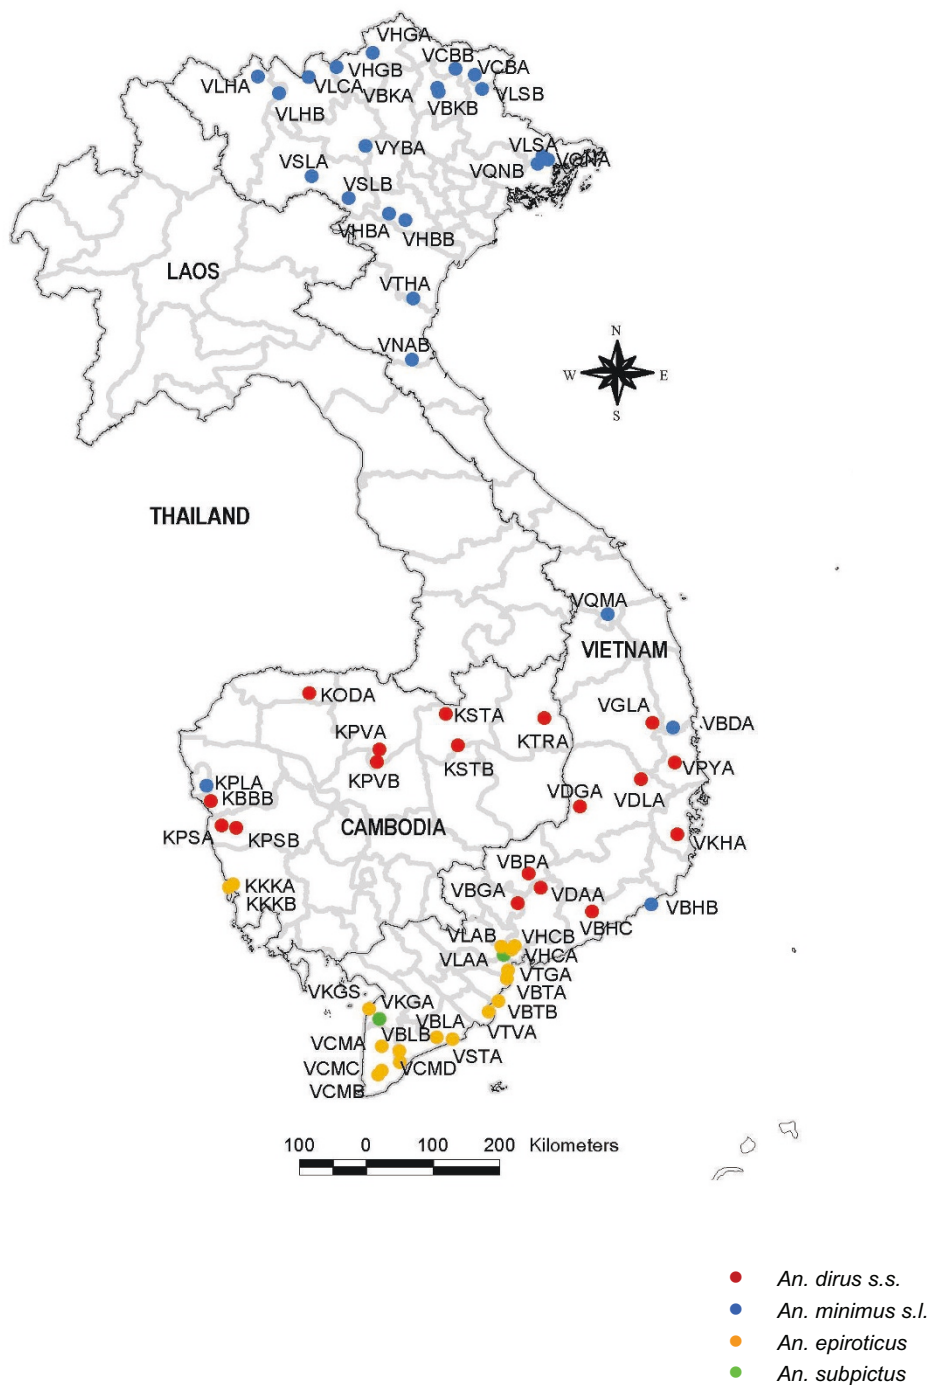 VHGA
VCBB
VHGB
VCBA
VLHA
VLCA
VBKA
VLSB
VLHB
VBKB
VYBA
VLSA
VQNA
VSLA
VQNB
VSLB
VHBA
VHBB
LAOS
VTHA
VNAB
N
W
E
S
THAILAND
VQMA
VIETNAM
KODA
KSTA
VGLA
VBDA
KPVA
KTRA
KSTB
KPVB
VPYA
KPLA
KBBB
VDGA
VDLA
CAMBODIA
KPSA
KPSB
VKHA
VBPA
KKKA
VBGA
VDAA
KKKB
VBHB
VBHC
VLAB
VHCB
VLAA
VHCA
VTGA
VKGS
VKGA
VBTA
VBTB
VBLA
VTVA
VBLB
VCMA
VSTA
VCMC
VCMD
VCMB
100 0 100 200 Kilometers
An. dirus s.s.
An. minimus s.l.
An. epiroticus
An. subpictus